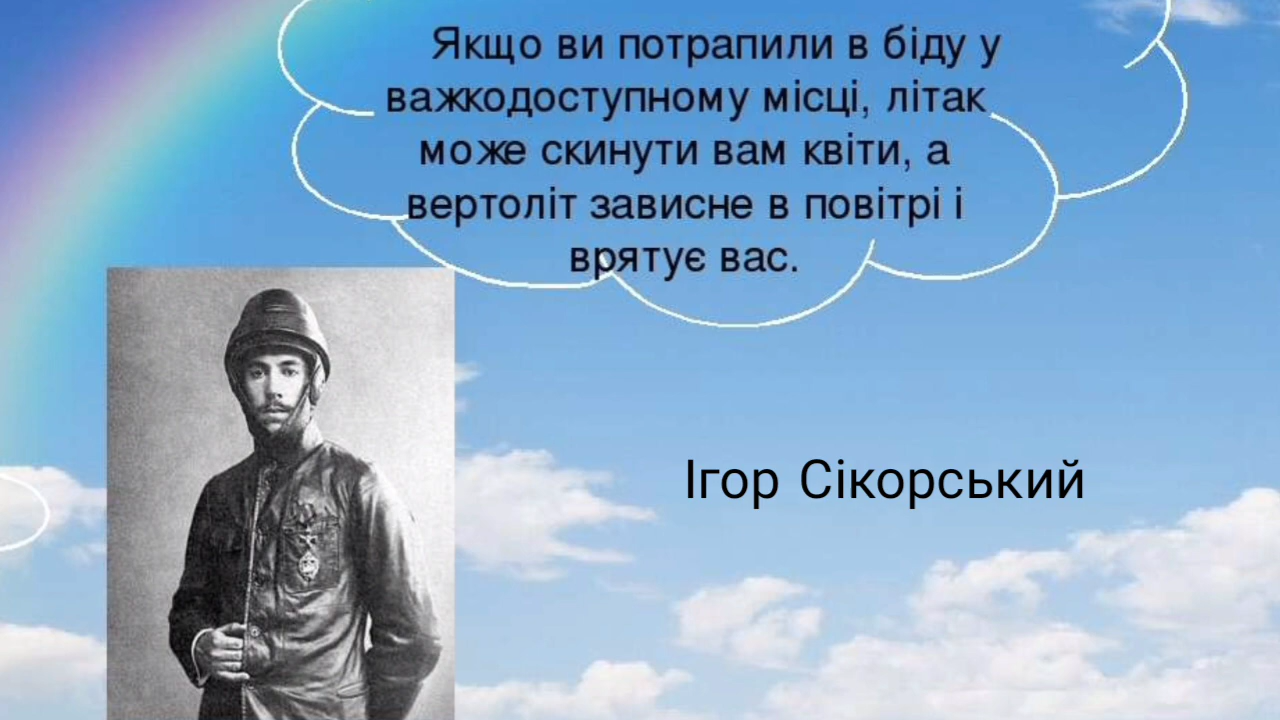 Якщо ви потрапили в біду у
важкодоступному місці, літак
може скинути вам квіти, а
вертоліт зависне в повітрі і
врятує вас.
Ігор Сікорський